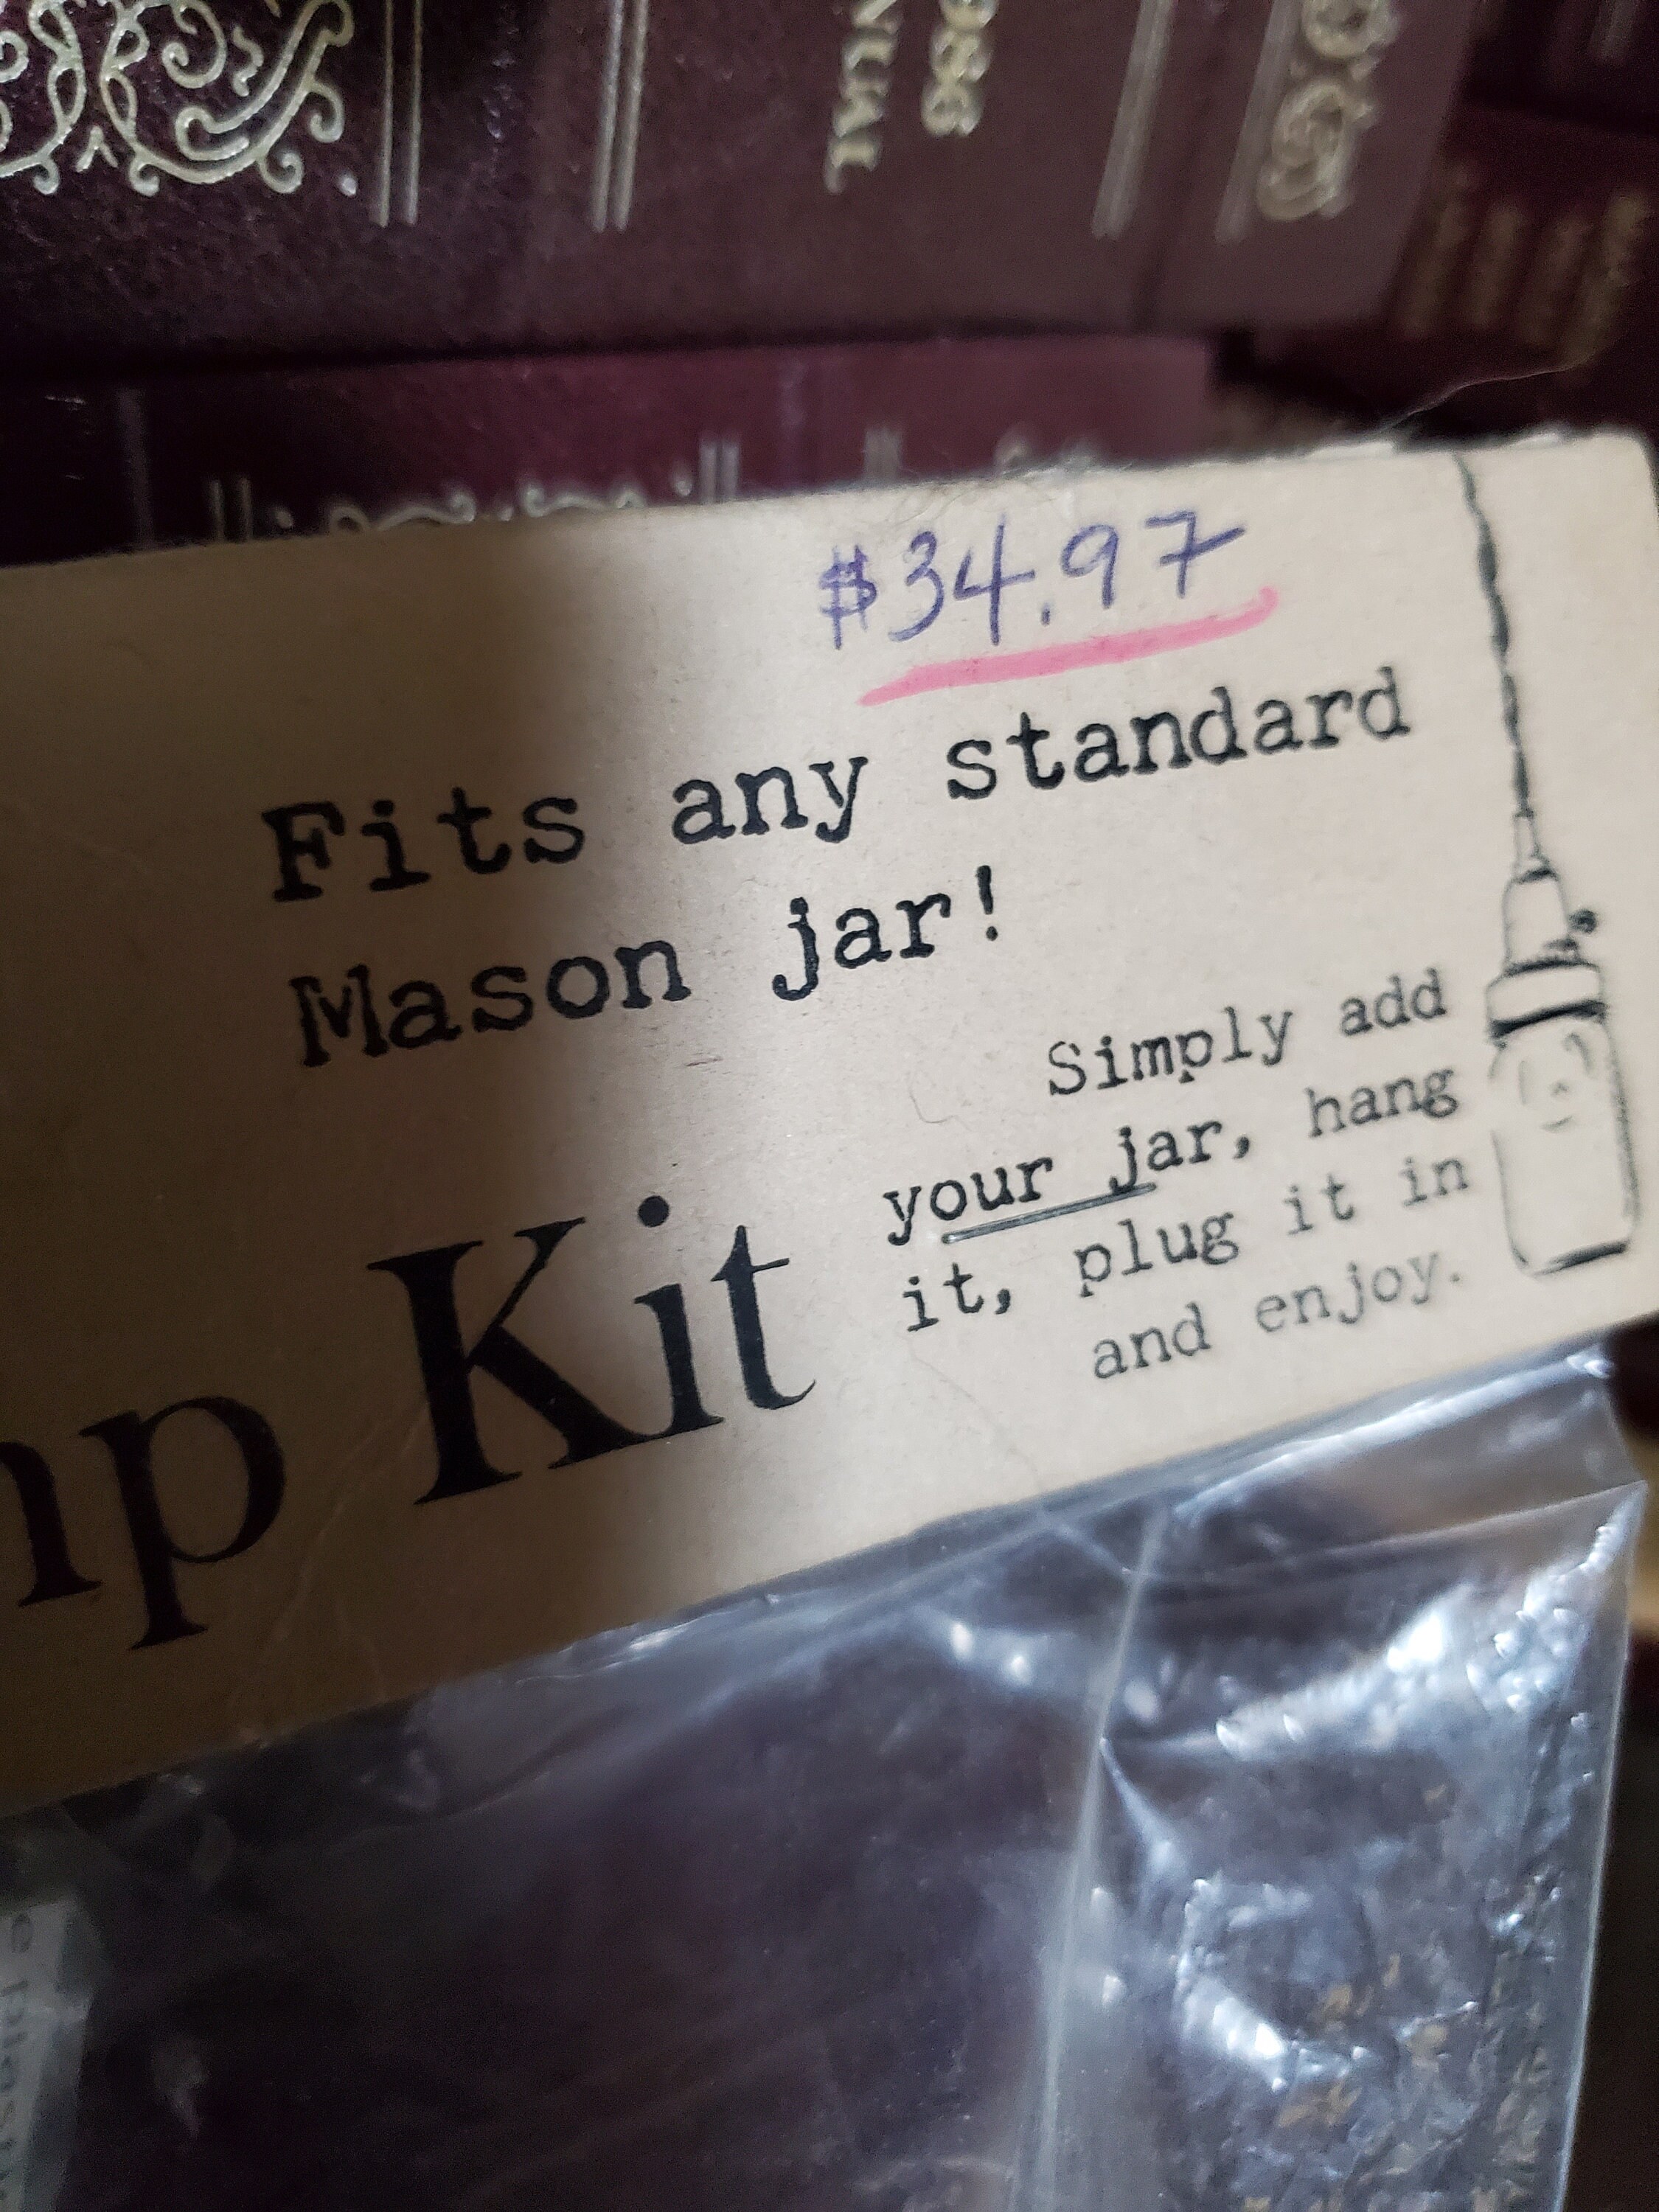 $34.97
Fits any standard
Mason jar!
Simply add
your jar, hang
it, plug it in
and enjoy.
Kit